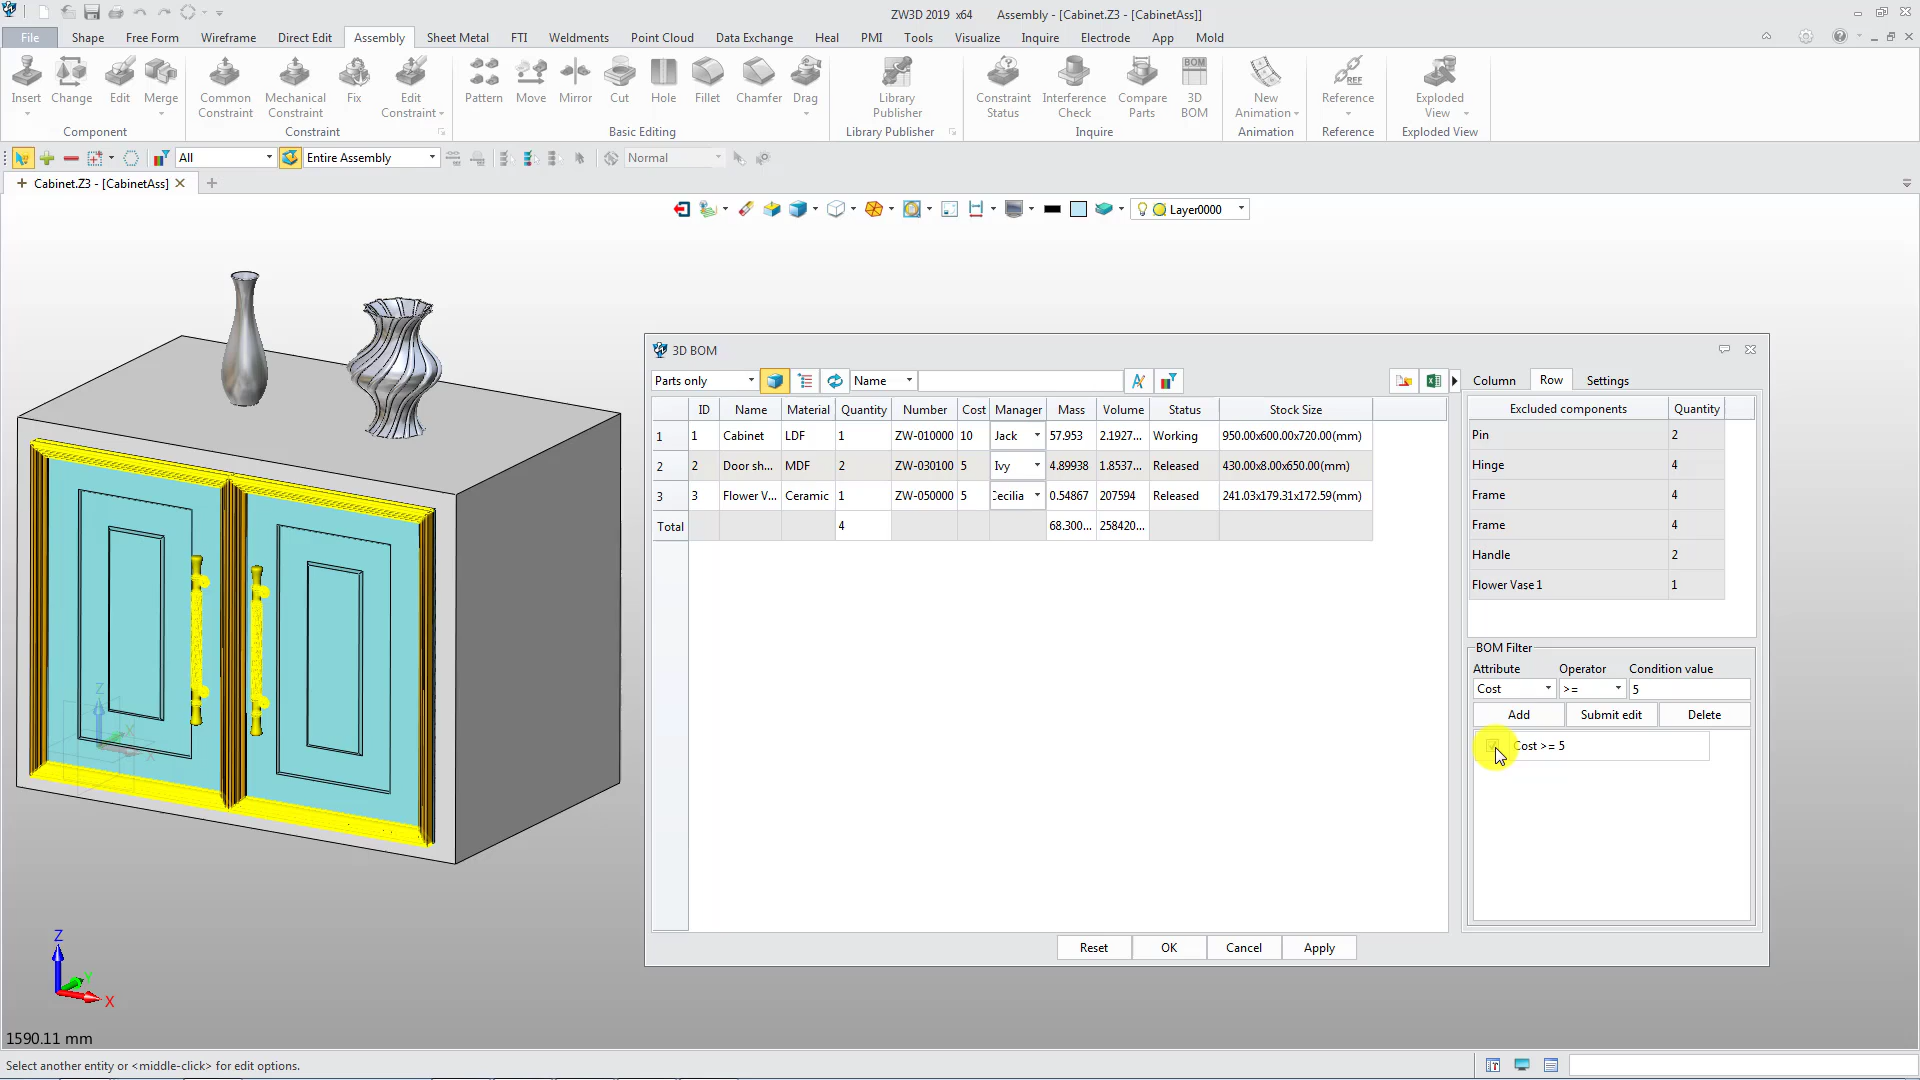 ZW3D 2019 x64 Assembly - [Cabinet.Z3 - [CabinetAss]]
File Shape Free Form Wireframe Direct Edit Assembly Sheet Metal FTI Weldments Point Cloud Data Exchange Heal PMI Tools Visualize Inquire Electrode App Mold
Insert Change Edit Merge Common Constraint Mechanical Constraint Fix Edit Constraint Pattern Move Mirror Cut Hole Fillet Chamfer Drag Library Publisher Constraint Status Interference Check Compare Parts BOM 3D BOM New Animation REF Reference Exploded View
Component Constraint Basic Editing Library Publisher Inquire Animation Reference Exploded View
All Entire Assembly Normal
Cabinet.Z3 - [CabinetAss]
Layer0000
3D BOM
Parts only Name
Column Row Settings
ID Name Material Quantity Number Cost Manager Mass Volume Status Stock Size
1 1 Cabinet LDF 1 ZW-010000 10 Jack 57.953 2.1927... Working 950.00x600.00x720.00(mm)
2 2 Door sh... MDF 2 ZW-030100 5 Ivy 4.89938 1.8537... Released 430.00x8.00x650.00(mm)
3 3 Flower V... Ceramic 1 ZW-050000 5 Cecilia 0.54867 207594 Released 241.03x179.31x172.59(mm)
Total 4 68.300... 258420...
Excluded components Quantity
Pin 2
Hinge 4
Frame 4
Frame 4
Handle 2
Flower Vase 1 1
BOM Filter
Attribute Operator Condition value
Cost >= 5
Add Submit edit Delete
Cost >= 5
Reset OK Cancel Apply
Z
X
Z
Y
X
1590.11 mm
Select another entity or <middle-click> for edit options.